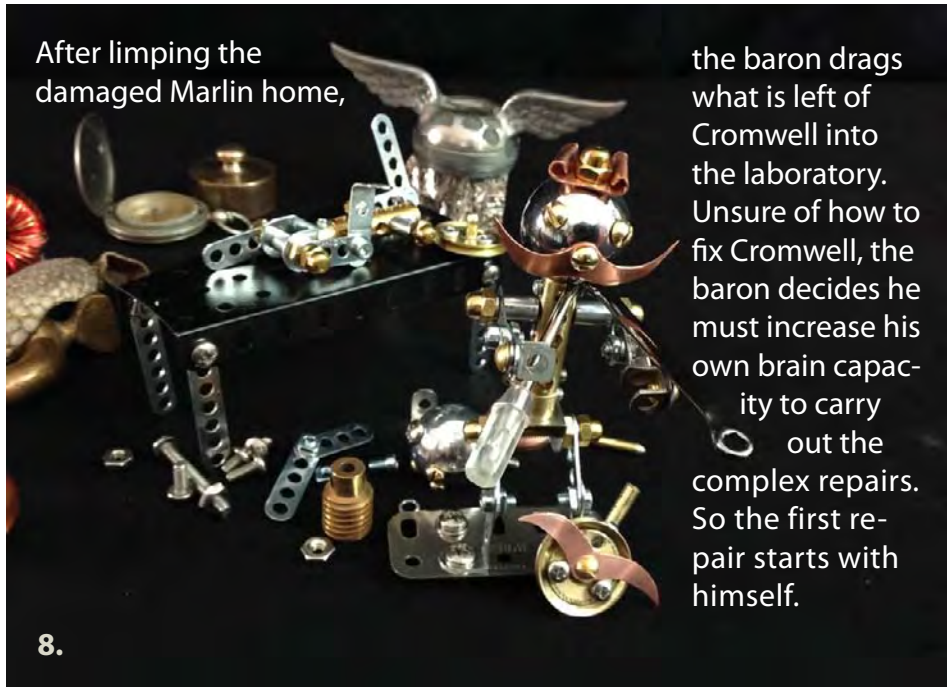 After limping the
damaged Marlin home,
the baron drags
what is left of
Cromwell into
the laboratory.
Unsure of how to
fix Cromwell, the
baron decides he
must increase his
own brain capac-
ity to carry
out the
complex repairs.
So the first re-
pair starts with
himself.
8.